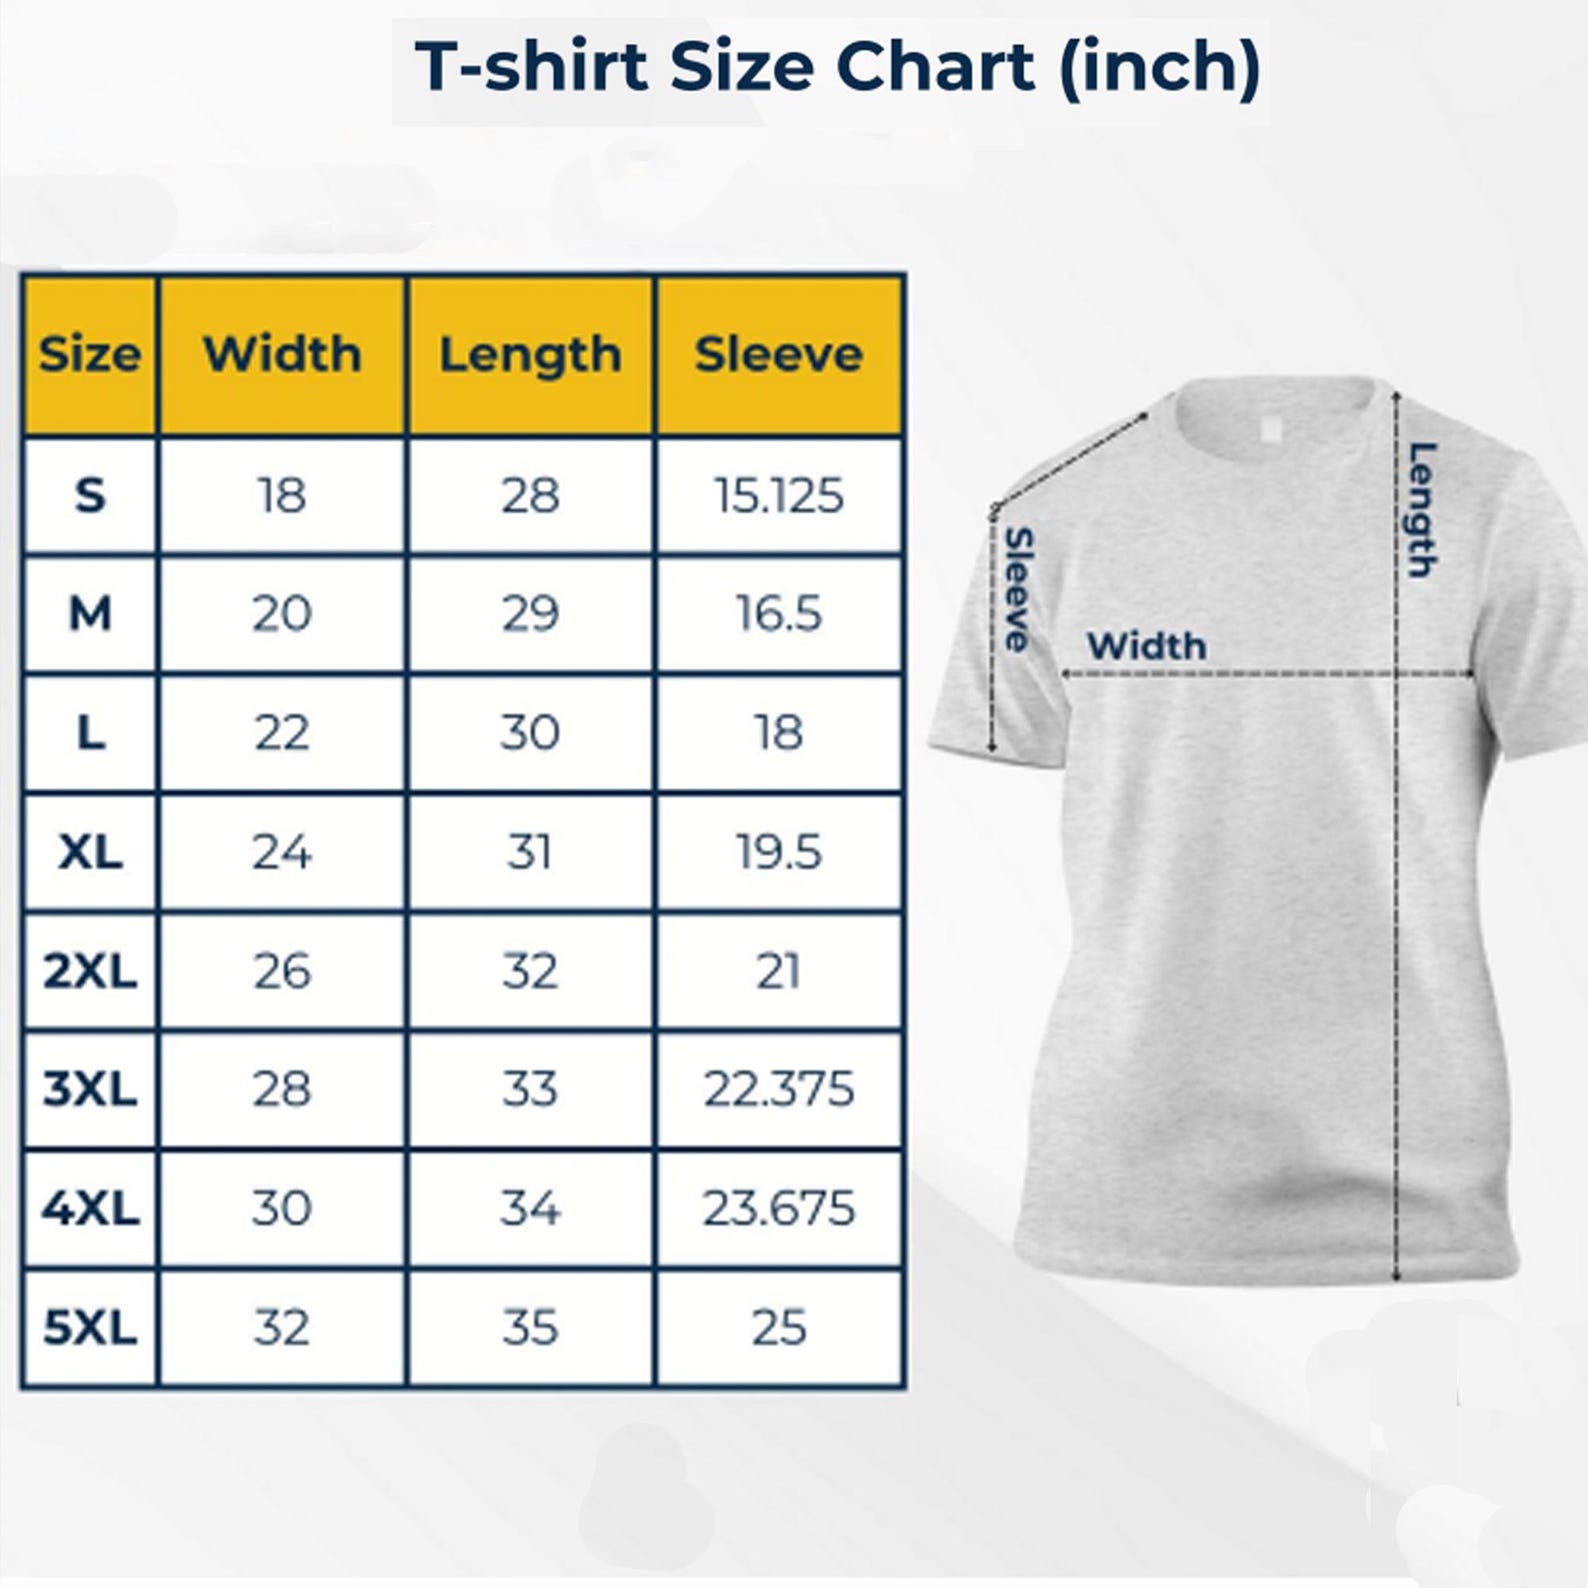 T-shirt Size Chart (inch)
Size Width Length Sleeve
S 18 28 15.125
M 20 29 16.5
L 22 30 18
XL 24 31 19.5
2XL 26 32 21
3XL 28 33 22.375
4XL 30 34 23.675
5XL 32 35 25
Length
Sleeve
Width